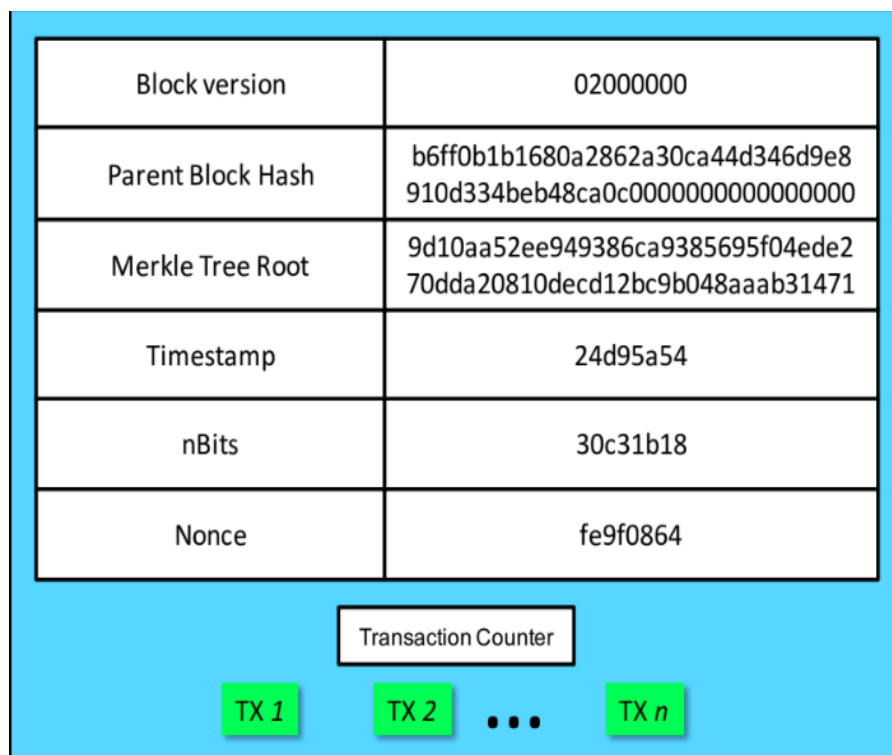 Block version
02000000
Parent Block Hash
b6ff0b1b1680a2862a30ca44d346d9e8
910d334beb48ca0c0000000000000000
Merkle Tree Root
9d10aa52ee949386ca9385695f04ede2
70dda20810decd12bc9b048aaab31471
Timestamp
24d95a54
nBits
30c31b18
Nonce
fe9f0864
Transaction Counter
TX 1
TX 2
...
TX n